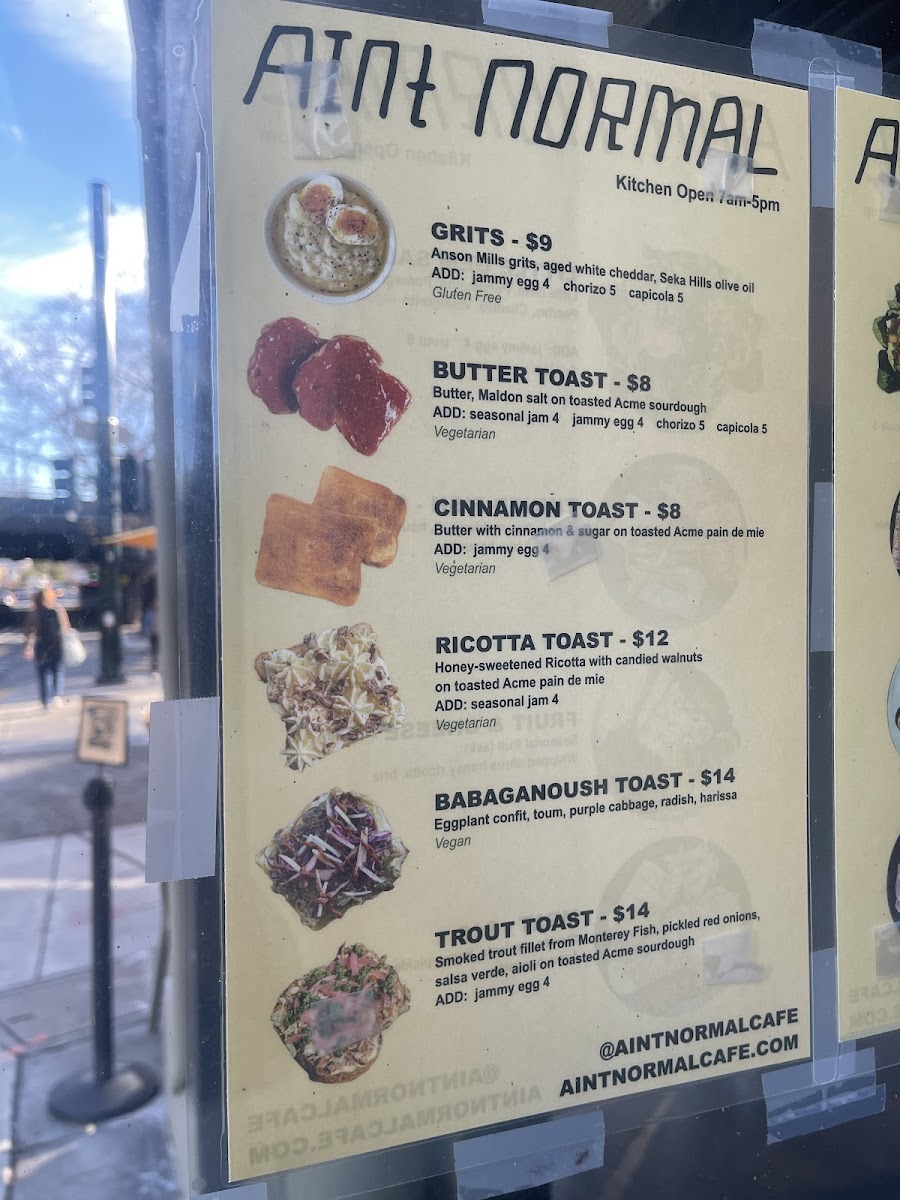 AINT NORMAL
Kitchen Open 7am-5pm
GRITS - $9
Anson Mills grits, aged white cheddar, Seka Hills olive oil
ADD: jammy egg 4 chorizo 5 capicola 5
Gluten Free
BUTTER TOAST - $8
Butter, Maldon salt on toasted Acme sourdough
ADD: seasonal jam 4 jammy egg 4 chorizo 5 capicola 5
Vegetarian
CINNAMON TOAST - $8
Butter with cinnamon & sugar on toasted Acme pain de mie
ADD: jammy egg 4
Vegetarian
RICOTTA TOAST - $12
Honey-sweetened Ricotta with candied walnuts
on toasted Acme pain de mie
ADD: seasonal jam 4
Vegetarian
BABAGANOUSH TOAST - $14
Eggplant confit, toum, purple cabbage, radish, harissa
Vegan
TROUT TOAST - $14
Smoked trout fillet from Monterey Fish, pickled red onions,
salsa verde, aioli on toasted Acme sourdough
ADD: jammy egg 4
@AINTNORMALCAFE
AINTNORMALCAFE.COM
@AINTNORMALCAFE
AINTNORMALCAFE.COM
A